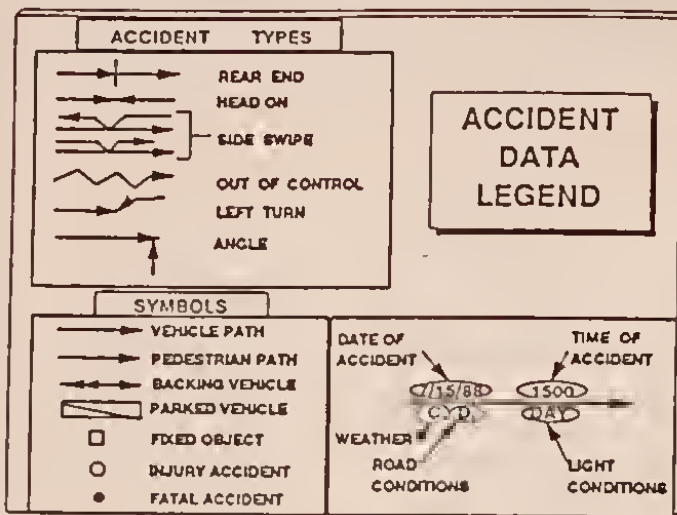 ACCIDENT TYPES
REAR END
HEAD ON
SIDE SWIPE
OUT OF CONTROL
LEFT TURN
ANGLE
ACCIDENT
DATA
LEGEND
SYMBOLS
VEHICLE PATH
PEDESTRIAN PATH
BACKING VEHICLE
PARKED VEHICLE
FIXED OBJECT
INJURY ACCIDENT
FATAL ACCIDENT
DATE OF
ACCIDENT
TIME OF
ACCIDENT
7/15/88 1500
CYD DAY
WEATHER
ROAD
CONDITIONS
LIGHT
CONDITIONS